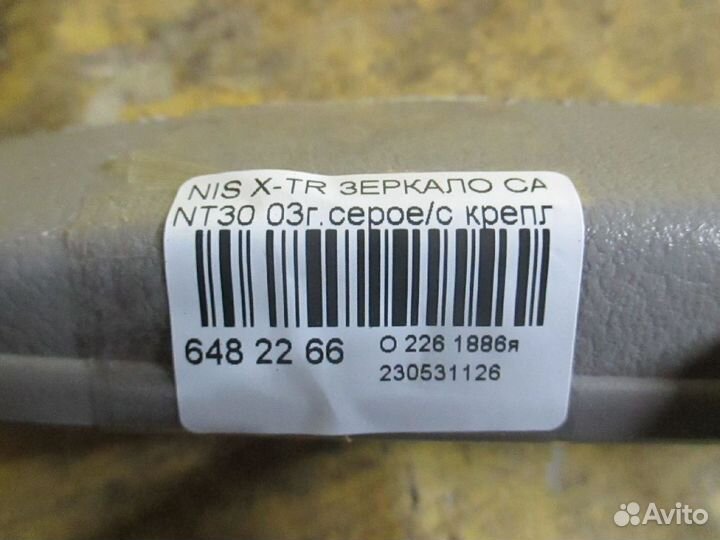 NIS X-TR ЗЕРКАЛО СА
NT30 03г.серое/с крепл
648 22 66
О 226 1886я
230531126
Avito